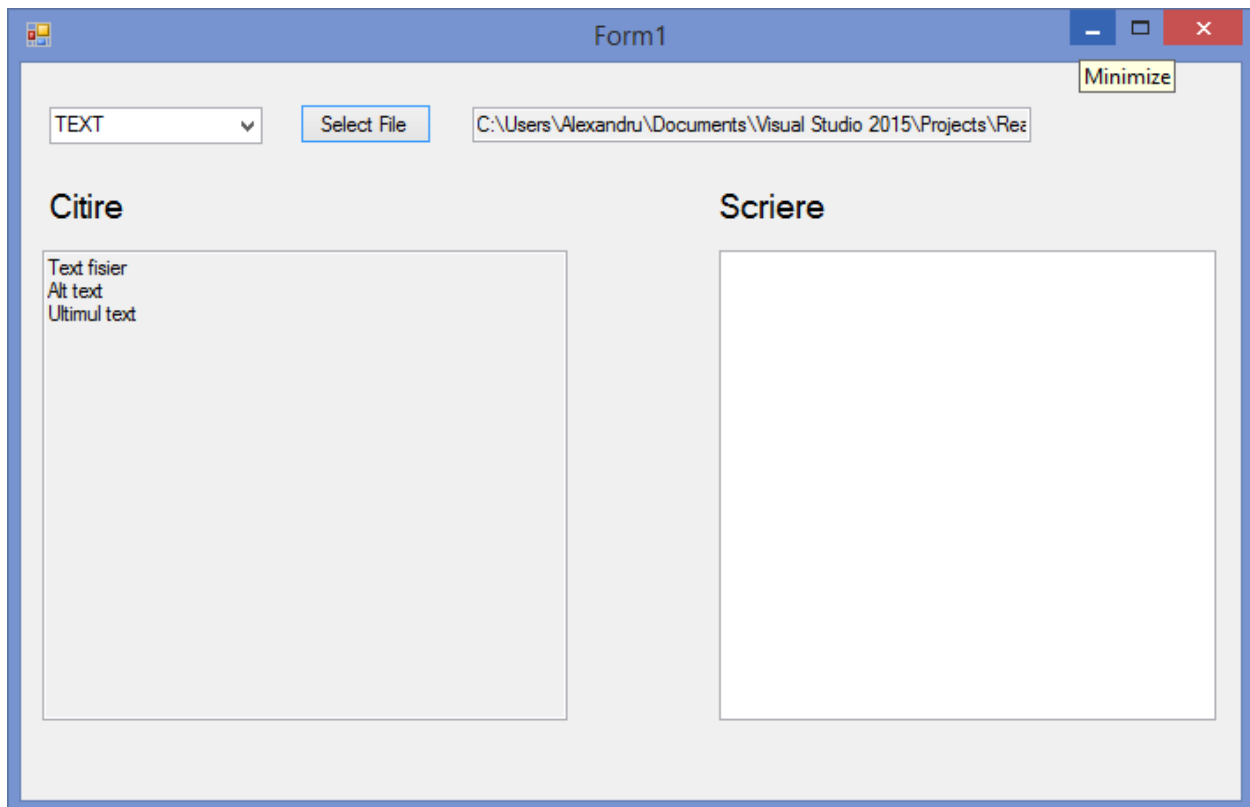 Form1
Minimize
TEXT
Select File
C:\Users\Alexandru\Documents\Visual Studio 2015\Projects\Rea
Citire
Scriere
Text fisier
Alt text
Ultimul text